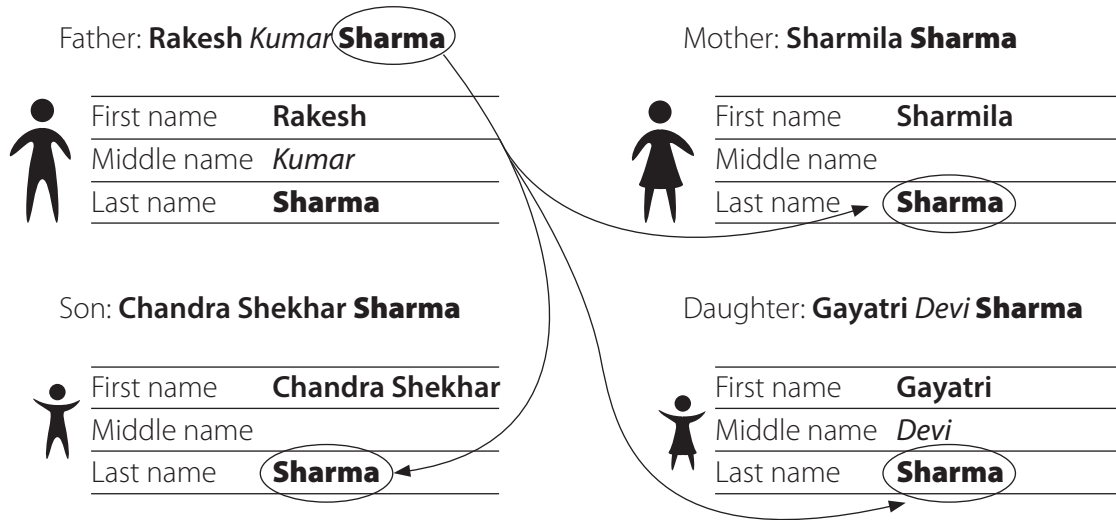 Father: Rakesh Kumar Sharma
First name Rakesh
Middle name Kumar
Last name Sharma
Mother: Sharmila Sharma
First name Sharmila
Middle name
Last name Sharma
Son: Chandra Shekhar Sharma
First name Chandra Shekhar
Middle name
Last name Sharma
Daughter: Gayatri Devi Sharma
First name Gayatri
Middle name Devi
Last name Sharma